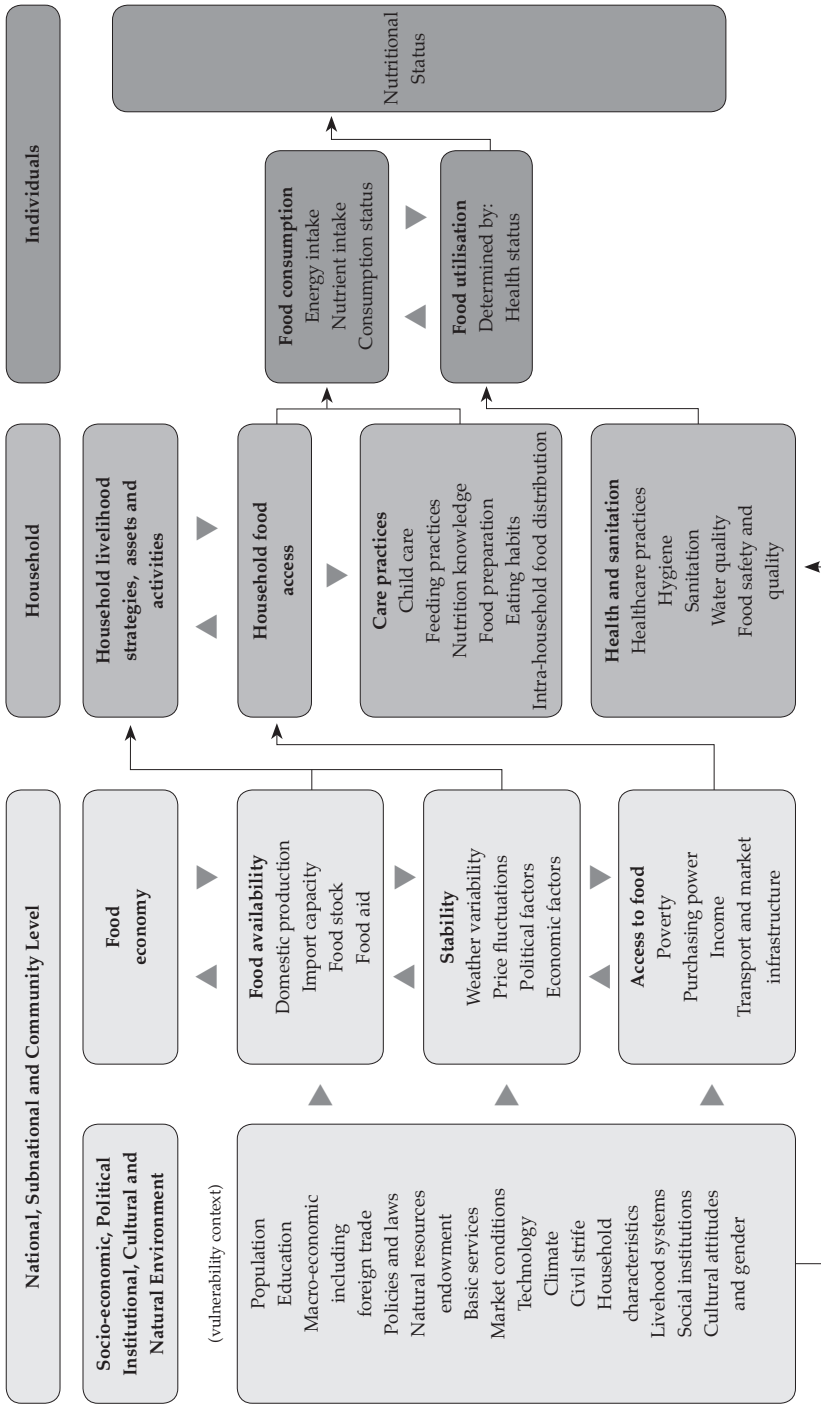 National, Subnational and Community Level
Household
Individuals
Socio-economic, Political
Institutional, Cultural and
Natural Environment
(vulnerability context)
Population
Education
Macro-economic
including
foreign trade
Policies and laws
Natural resources
endowment
Basic services
Market conditions
Technology
Climate
Civil strife
Household
characteristics
Livehood systems
Social institutions
Cultural attitudes
and gender
Food
economy
Food availability
Domestic production
Import capacity
Food stock
Food aid
Stability
Weather variability
Price fluctuations
Political factors
Economic factors
Access to food
Poverty
Purchasing power
Income
Transport and market
infrastructure
Household livelihood
strategies, assets and
activities
Household food
access
Care practices
Child care
Feeding practices
Nutrition knowledge
Food preparation
Eating habits
Intra-household food distribution
Health and sanitation
Healthcare practices
Hygiene
Sanitation
Water quality
Food safety and
quality
Food consumption
Energy intake
Nutrient intake
Consumption status
Food utilisation
Determined by:
Health status
Nutritional
Status